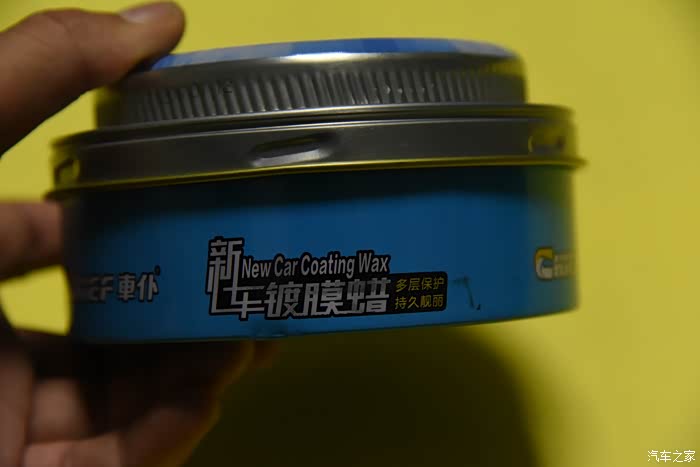 車仆
新车镀膜蜡
New Car Coating Wax
多层保护
持久靓丽
汽车之家